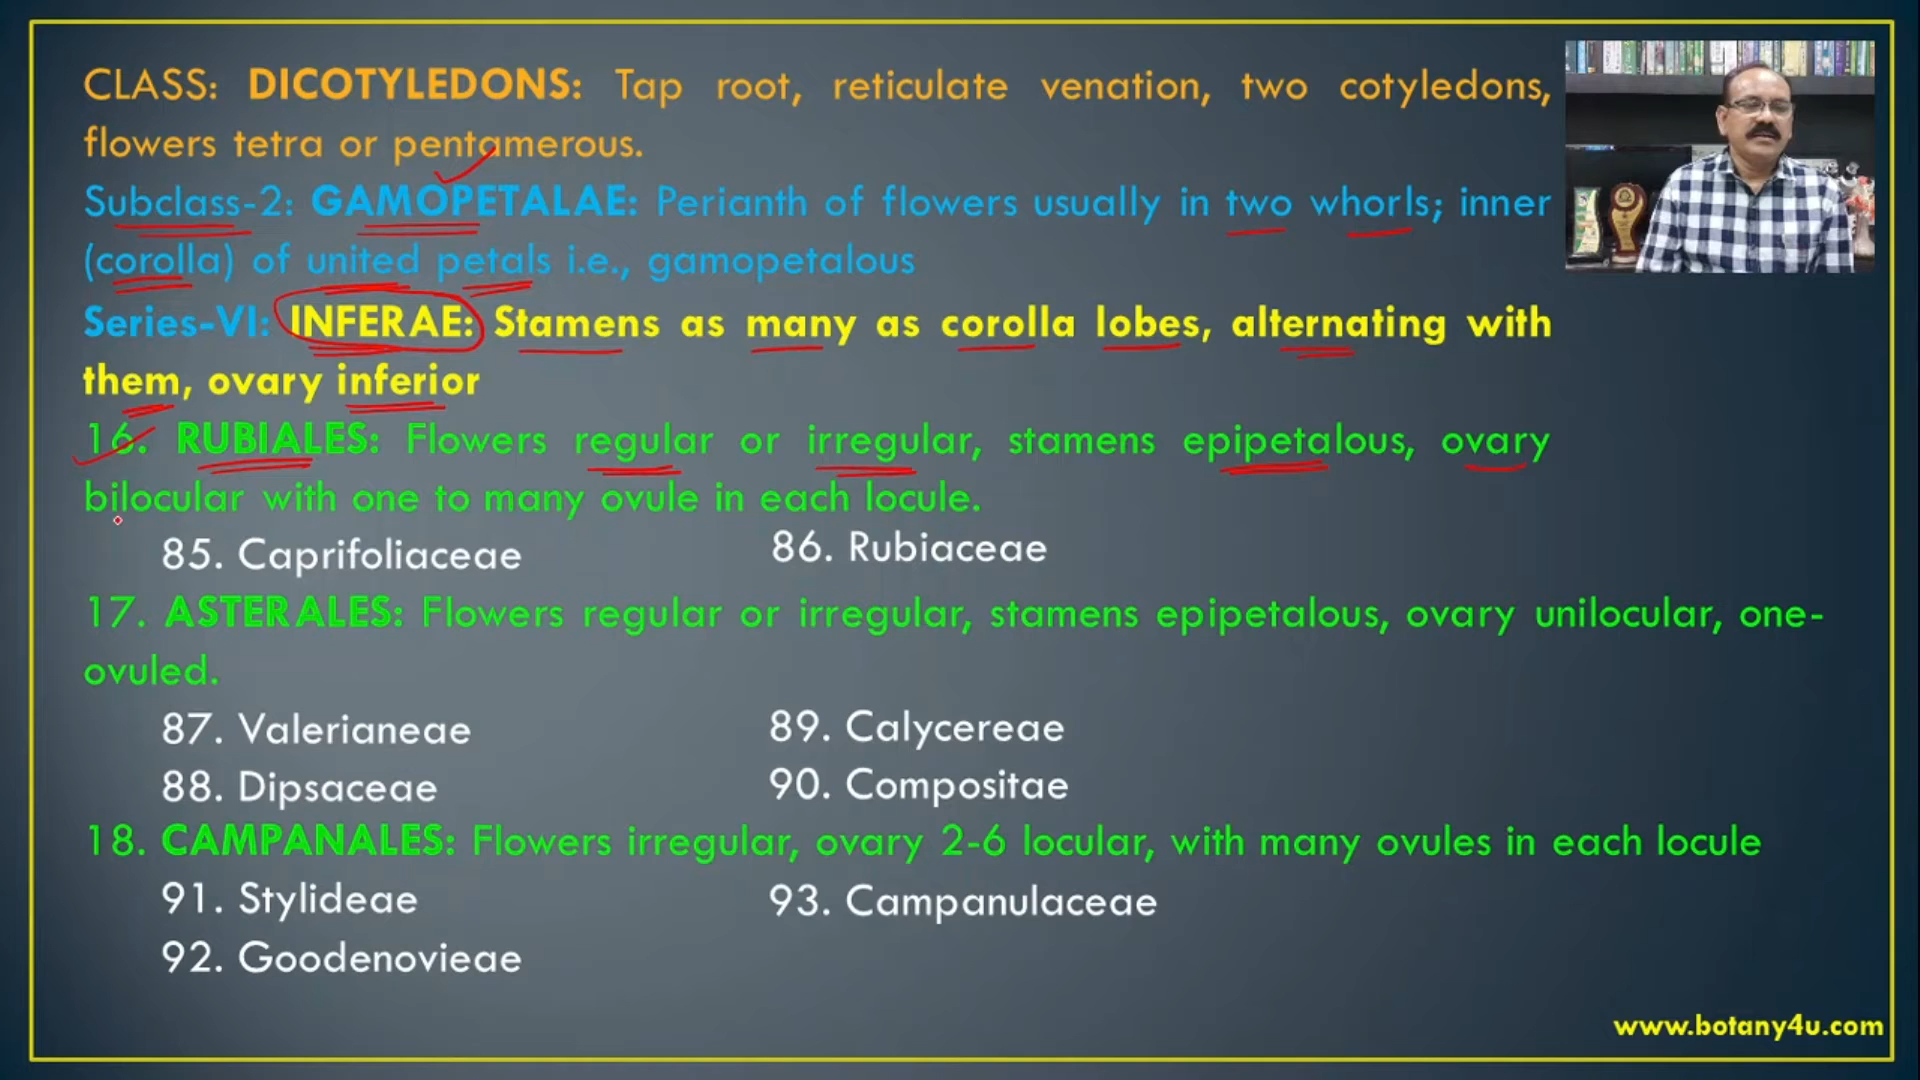 CLASS: DICOTYLEDONS: Tap root, reticulate venation, two cotyledons,
flowers tetra or pentamerous.
Subclass-2: GAMOPETALAE: Perianth of flowers usually in two whorls; inner
(corolla) of united petals i.e., gamopetalous
Series-VI: INFERAE: Stamens as many as corolla lobes, alternating with
them, ovary inferior
16. RUBIALES: Flowers regular or irregular, stamens epipetalous, ovary
bilocular with one to many ovule in each locule.
85. Caprifoliaceae 86. Rubiaceae
17. ASTERALES: Flowers regular or irregular, stamens epipetalous, ovary unilocular, one-
ovuled.
87. Valerianeae 89. Calycereae
88. Dipsaceae 90. Compositae
18. CAMPANALES: Flowers irregular, ovary 2-6 locular, with many ovules in each locule
91. Stylideae 93. Campanulaceae
92. Goodenovieae
www.botany4u.com